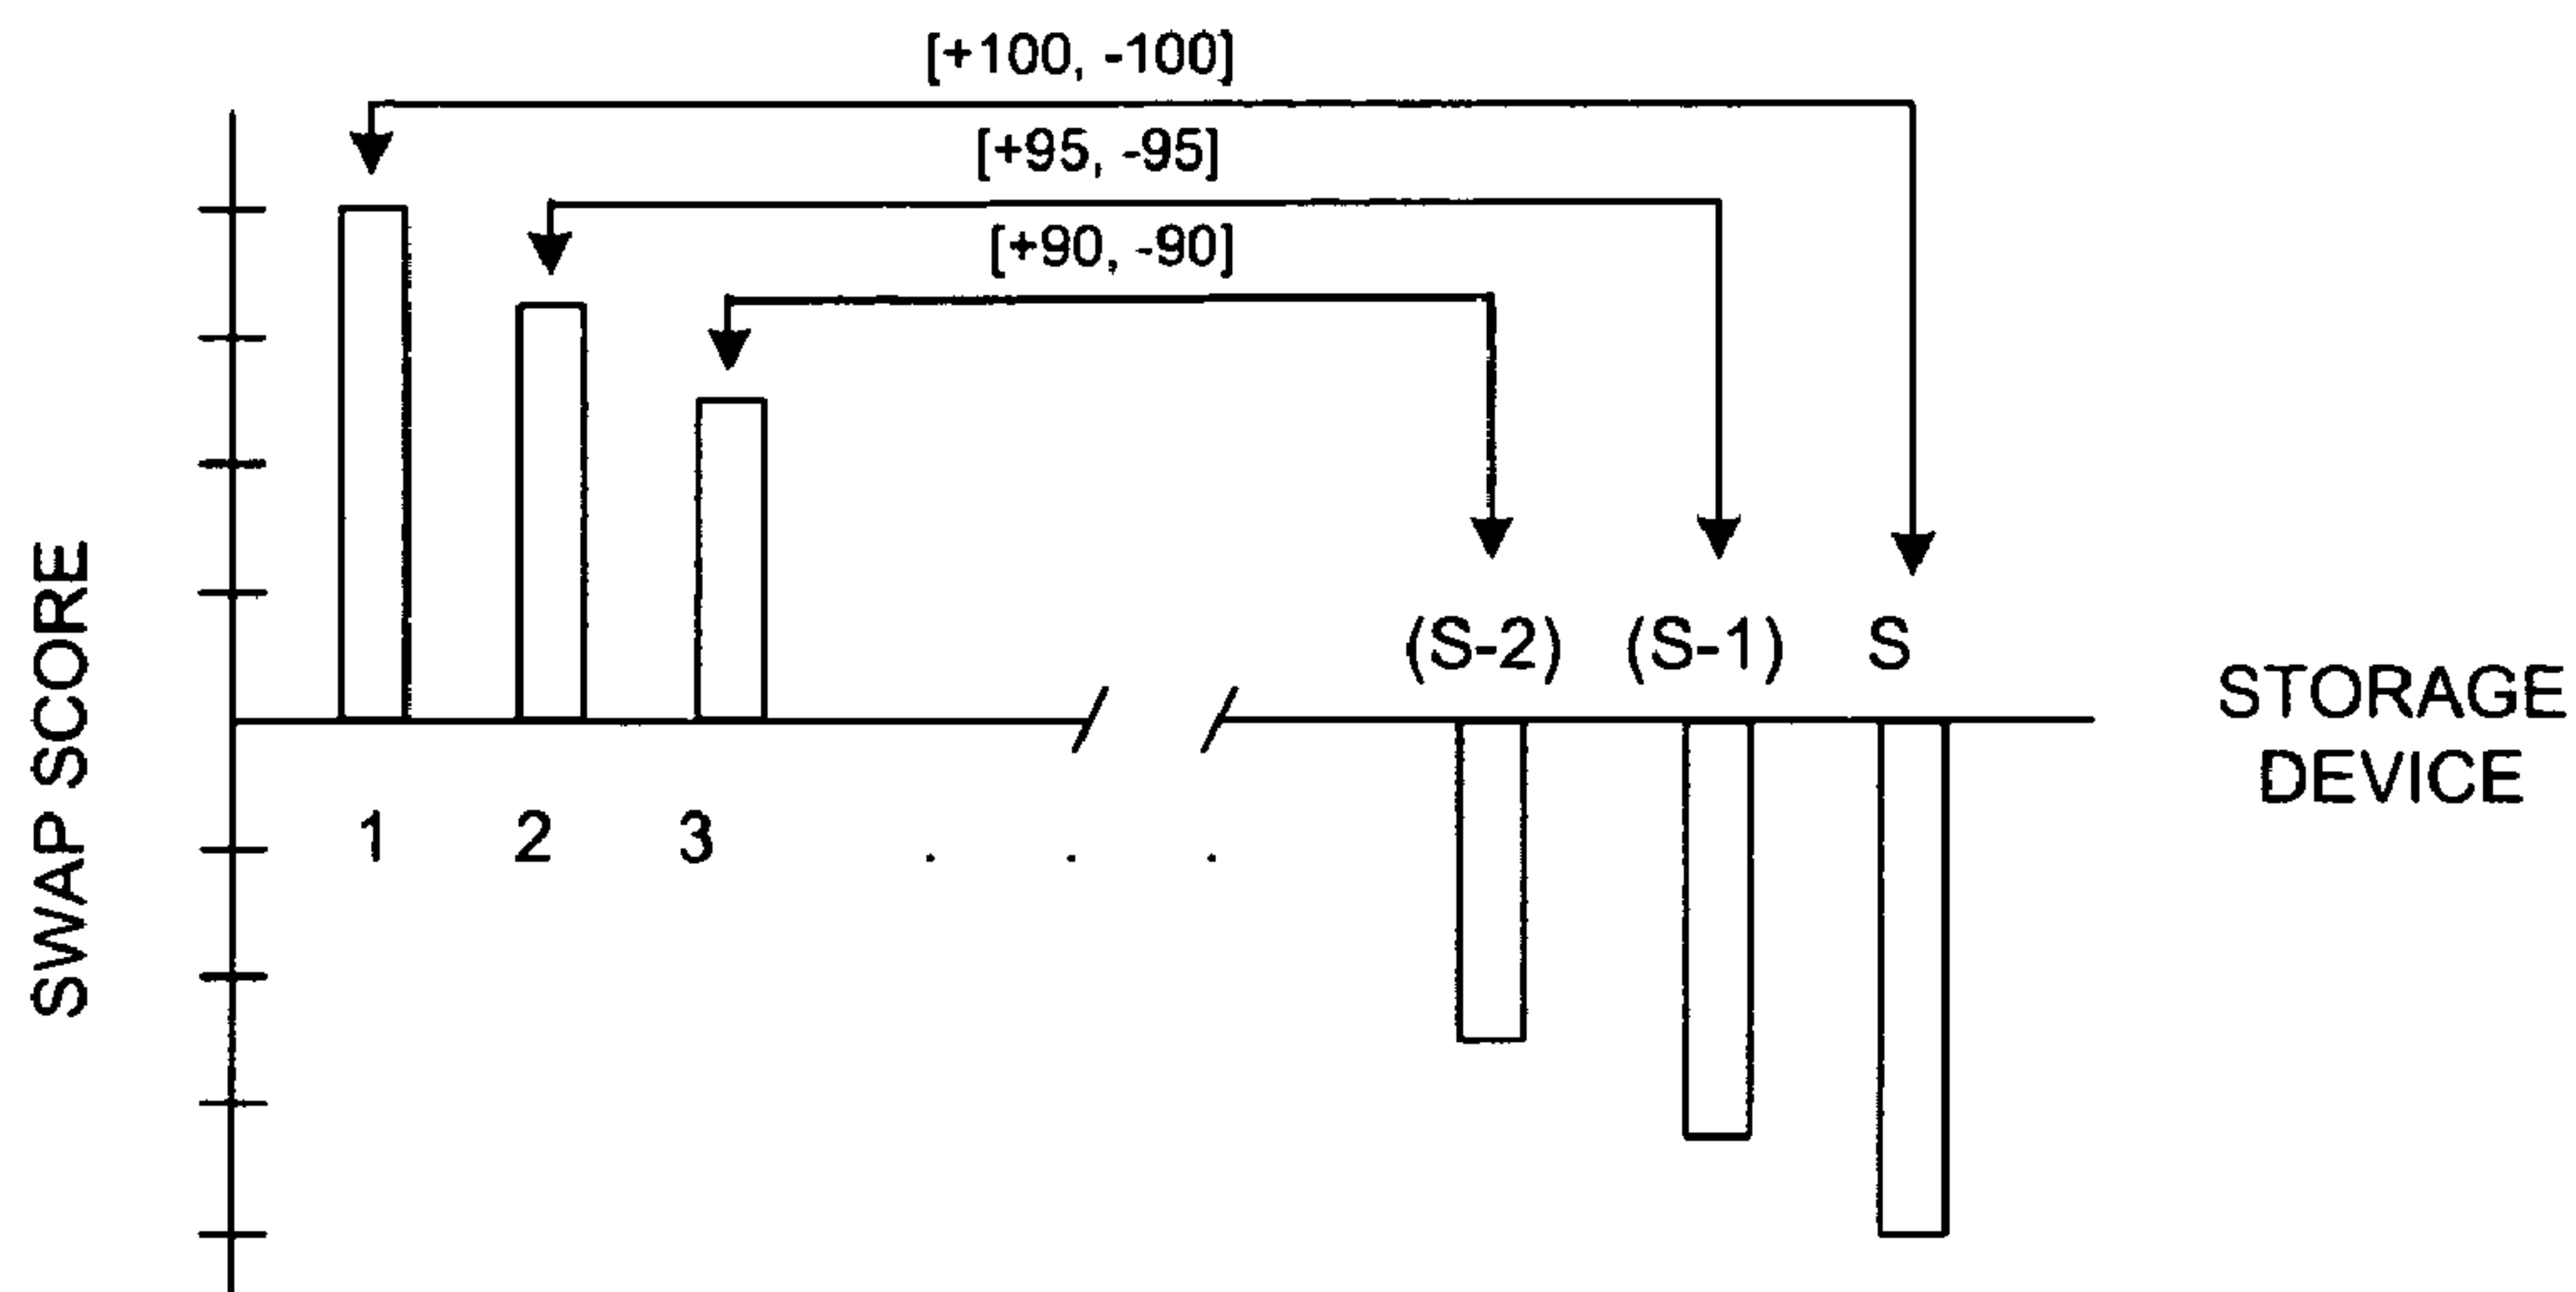 [+100, -100]
[+95, -95]
[+90, -90]
SWAP SCORE
(S-2) (S-1) S
STORAGE
DEVICE
1 2 3 . . .